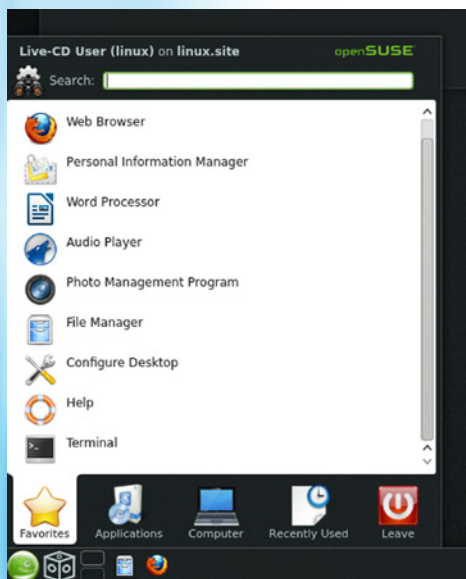 Live-CD User (linux) on linux.site openSUSE
Search:
Web Browser
Personal Information Manager
Word Processor
Audio Player
Photo Management Program
File Manager
Configure Desktop
Help
Terminal
Favorites Applications Computer Recently Used Leave